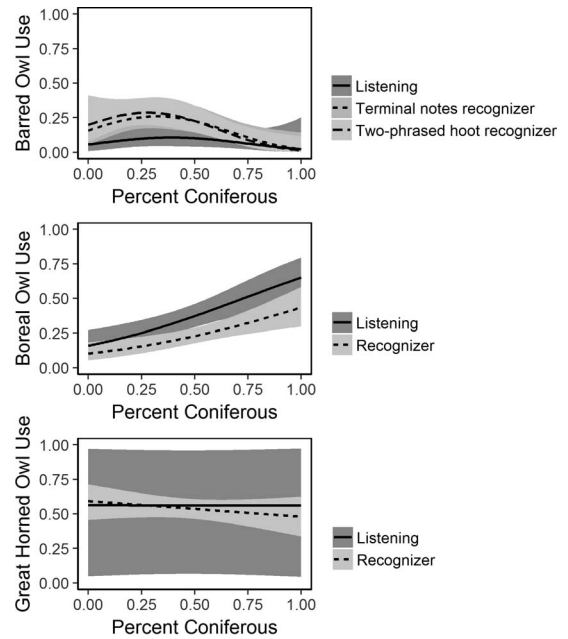 Barred Owl Use
1.00
0.75
0.50
0.25
0.00
0.00 0.25 0.50 0.75 1.00
Percent Coniferous
Listening
Terminal notes recognizer
Two-phrased hoot recognizer
Boreal Owl Use
1.00
0.75
0.50
0.25
0.00
0.00 0.25 0.50 0.75 1.00
Percent Coniferous
Listening
Recognizer
Great Horned Owl Use
1.00
0.75
0.50
0.25
0.00
0.00 0.25 0.50 0.75 1.00
Percent Coniferous
Listening
Recognizer